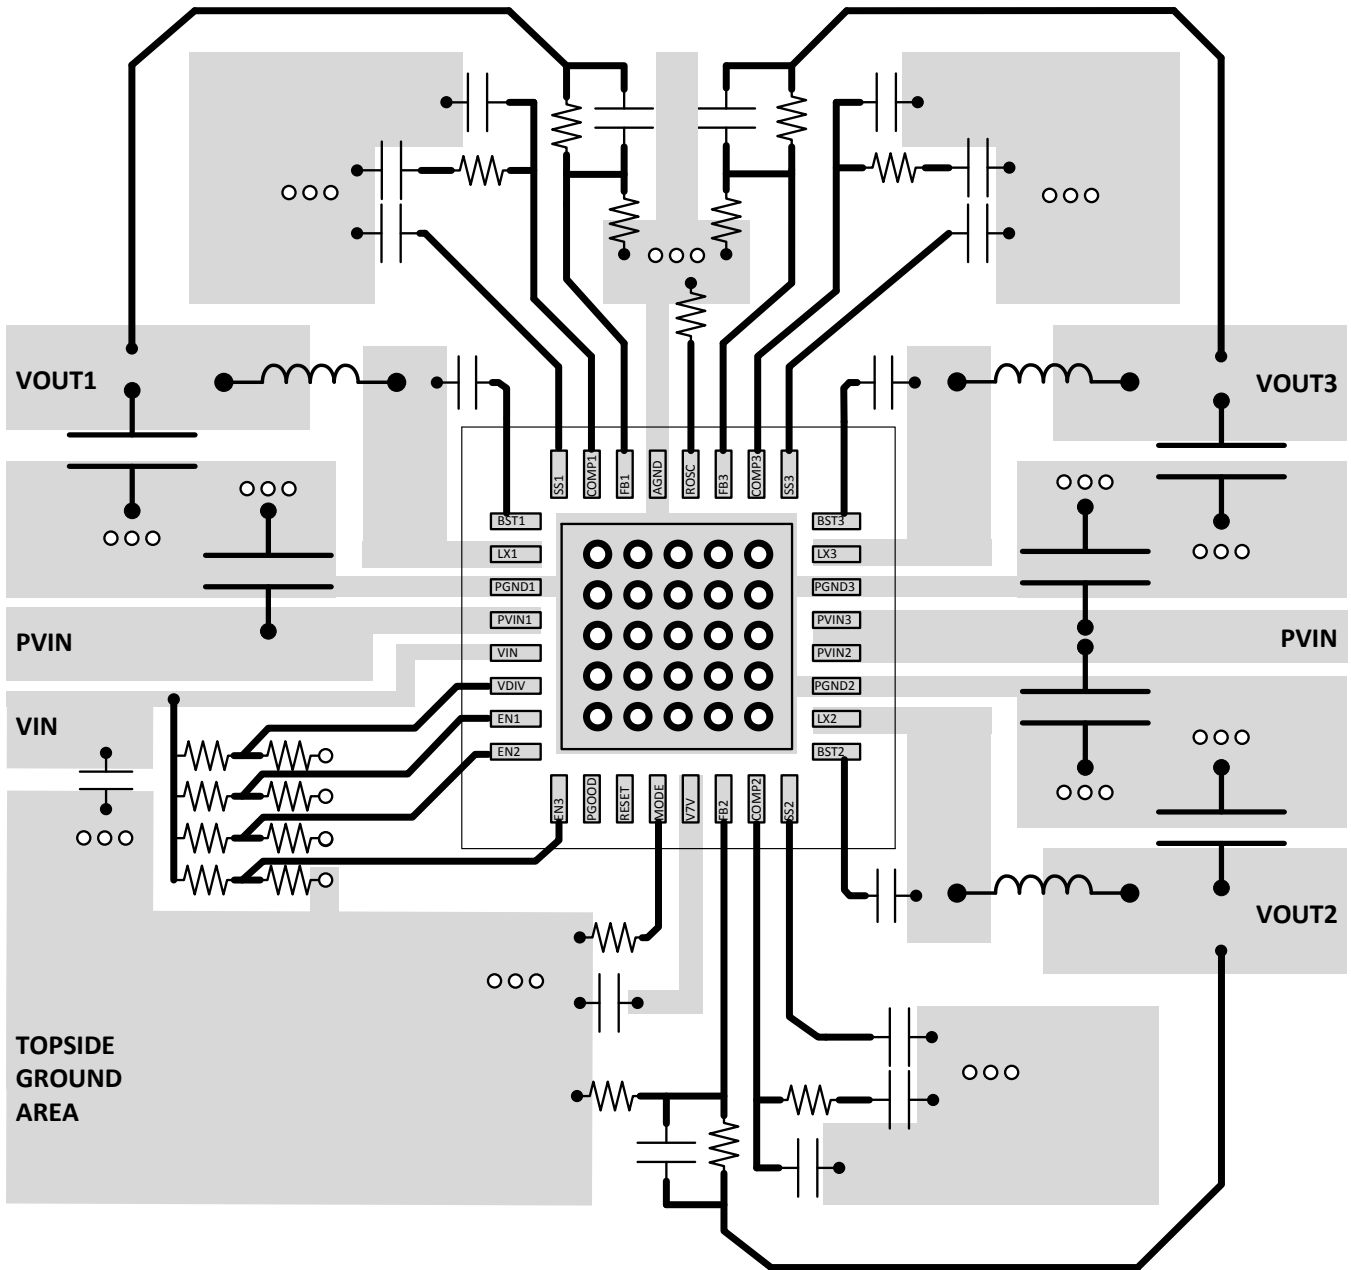 VOUT1
VOUT3
SS1
COMP1
FB1
AGND
ROSC
FB3
COMP3
SS3
BST1
BST3
LX1
LX3
PGND1
PGND3
PVIN1
PVIN3
PVIN
PVIN
VIN
PVIN2
VDIV
PGND2
EN1
LX2
VIN
EN2
BST2
EN3
PGOOD
RESET
MODE
V7V
FB2
COMP2
SS2
VOUT2
TOPSIDE
GROUND
AREA